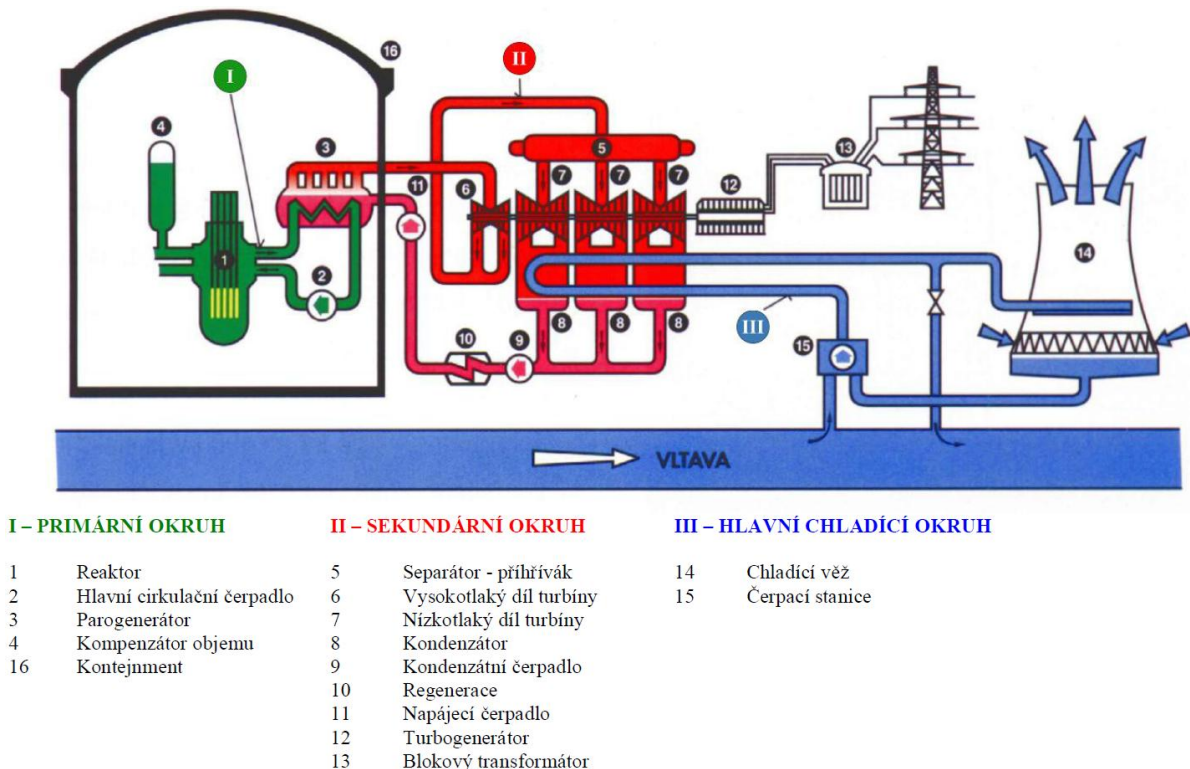 16
I
II
4
3
5
13
11
6
7
7
7
12
1
2
14
III
8
8
8
10
9
15
VLTAVA
I – PRIMÁRNÍ OKRUH
1 Reaktor
2 Hlavní cirkulační čerpadlo
3 Parogenerátor
4 Kompenzátor objemu
16 Kontejnment
II – SEKUNDÁRNÍ OKRUH
5 Separátor - příhřívák
6 Vysokotlaký díl turbíny
7 Nízkotlaký díl turbíny
8 Kondenzátor
9 Kondenzátní čerpadlo
10 Regenerace
11 Napájecí čerpadlo
12 Turbogenerátor
13 Blokový transformátor
III – HLAVNÍ CHLADÍCÍ OKRUH
14 Chladící věž
15 Čerpací stanice